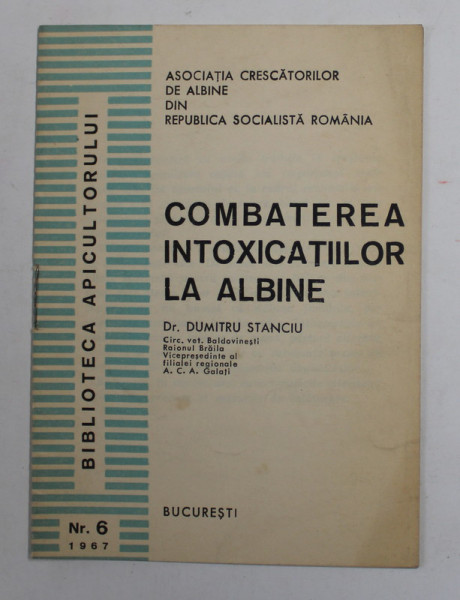 ASOCIAȚIA CRESCĂTORILOR
DE ALBINE
DIN
REPUBLICA SOCIALISTĂ ROMÂNIA
COMBATEREA
INTOXICAȚIILOR
LA ALBINE
Dr. DUMITRU STANCIU
Circ. vet. Baldovinești
Raionul Brăila
Vicepreședinte al
filialei regionale
A. C. A. Galați
BUCUREȘTI
BIBLIOTECA APICULTORULUI
Nr. 6
1967